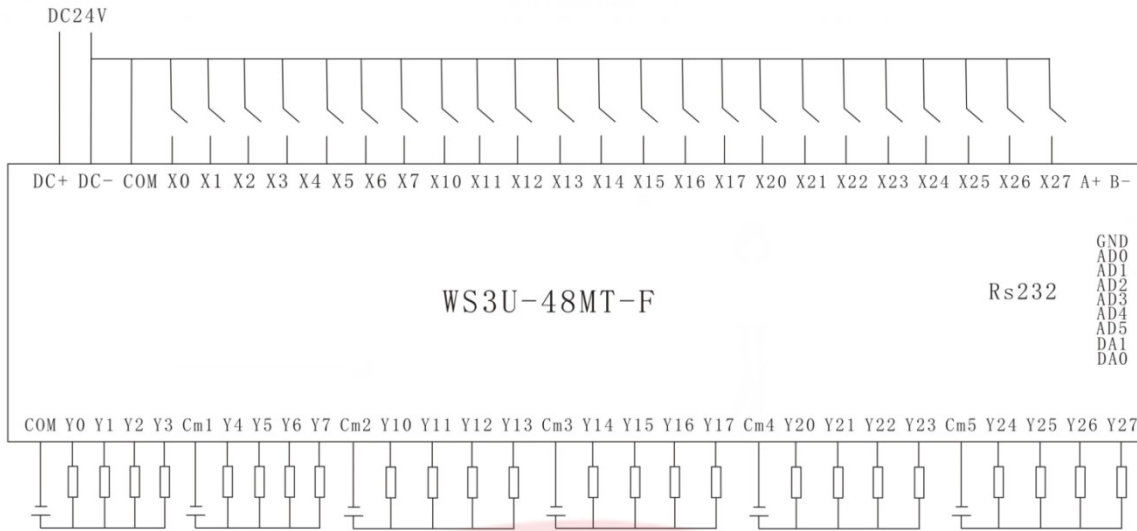 DC24V
DC+ DC- COM X0 X1 X2 X3 X4 X5 X6 X7 X10 X11 X12 X13 X14 X15 X16 X17 X20 X21 X22 X23 X24 X25 X26 X27 A+ B-
GND
AD0
AD1
AD2
WS3U-48MT-F
Rs232
AD3
AD4
AD5
DA1
DA0
COM Y0 Y1 Y2 Y3 Cm1 Y4 Y5 Y6 Y7 Cm2 Y10 Y11 Y12 Y13 Cm3 Y14 Y15 Y16 Y17 Cm4 Y20 Y21 Y22 Y23 Cm5 Y24 Y25 Y26 Y27